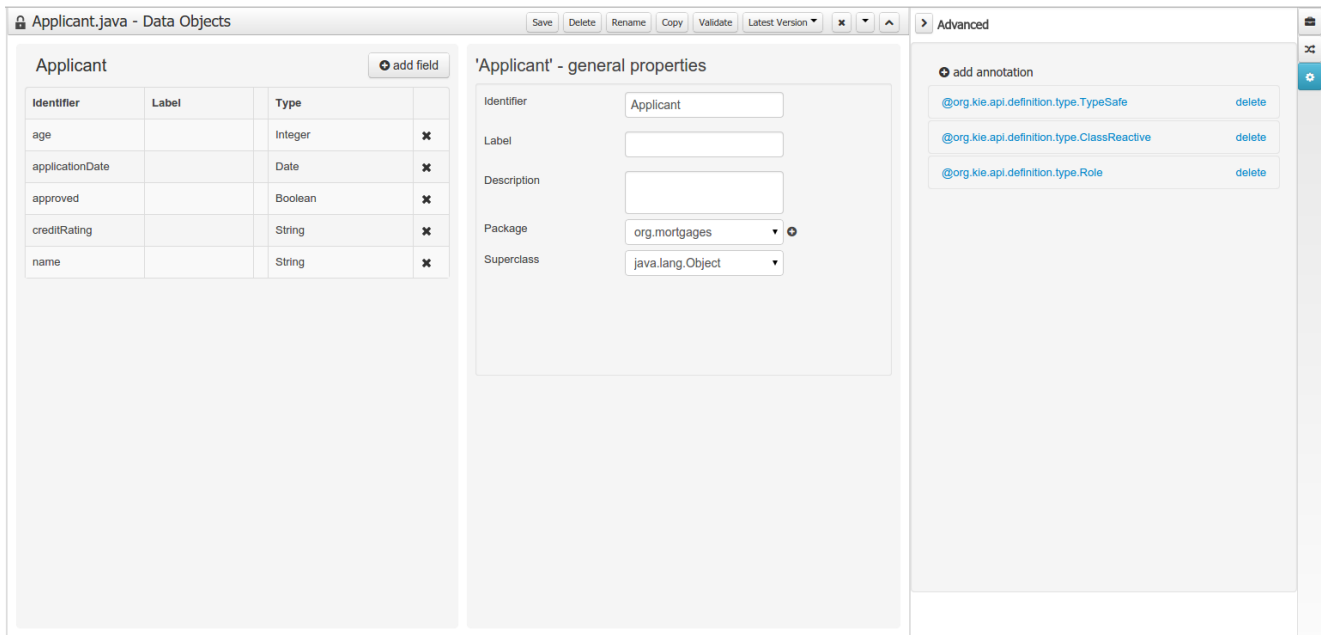 Applicant.java - Data Objects
Save Delete Rename Copy Validate Latest Version
Advanced
Applicant
add field
Identifier Label Type
age Integer
applicationDate Date
approved Boolean
creditRating String
name String
'Applicant' - general properties
Identifier Applicant
Label
Description
Package org.mortgages
Superclass java.lang.Object
add annotation
@org.kie.api.definition.type.TypeSafe delete
@org.kie.api.definition.type.ClassReactive delete
@org.kie.api.definition.type.Role delete